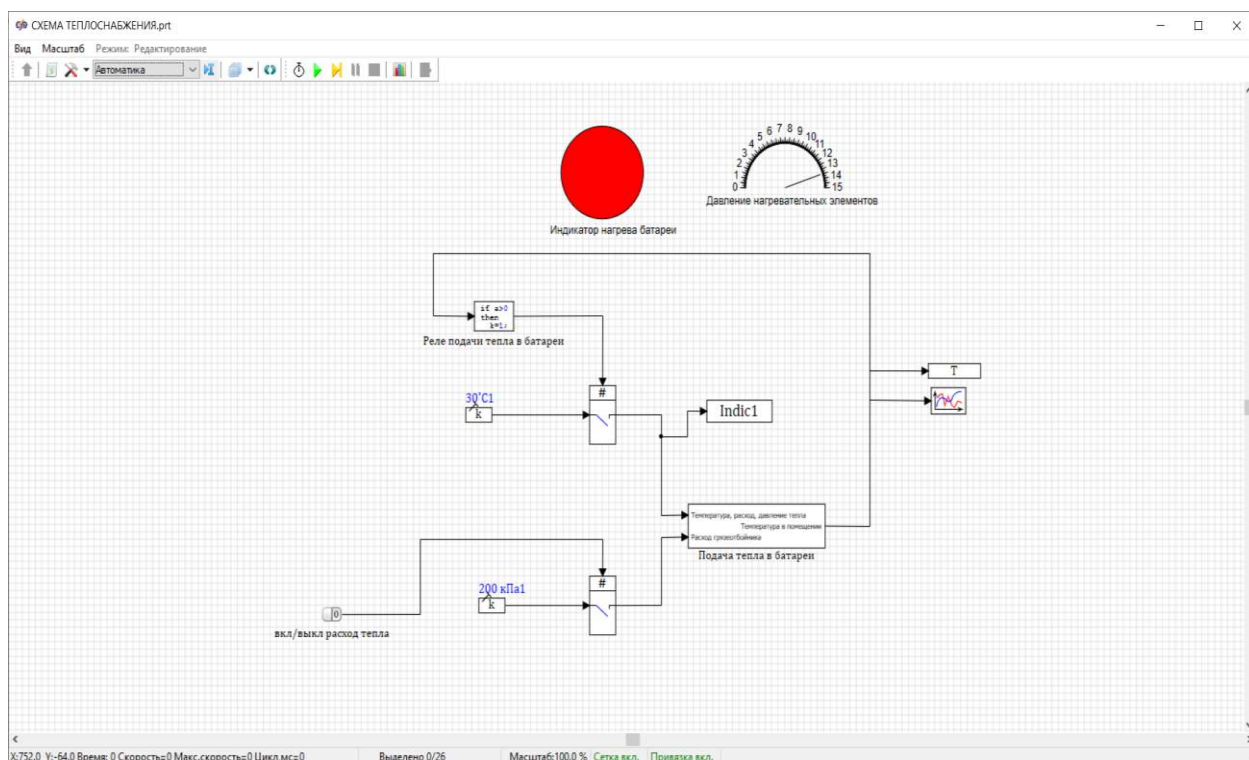 СХЕМА ТЕПЛОСНАБЖЕНИЯ.prt
Вид Масштаб Режим: Редактирование
Автоматика
0 1 2 3 4 5 6 7 8 9 10 11 12 13 14 15
Индикатор нагрева батареи
Давление нагревательных элементов
if a>0
then
k=1;
Реле подачи тепла в батареи
T
30°C1
k
#
Indic1
Температура, расход, давление тепла
Температура в помещении
Расход грязеотбойника
Подача тепла в батареи
200 кПа1
k
#
0
вкл/выкл расход тепла
X:752.0 Y:-64.0 Время: 0 Скорость=0 Макс.скорость=0 Цикл мс=0 Выделено 0/26 Масштаб:100.0 % Сетка вкл. Привязка вкл.